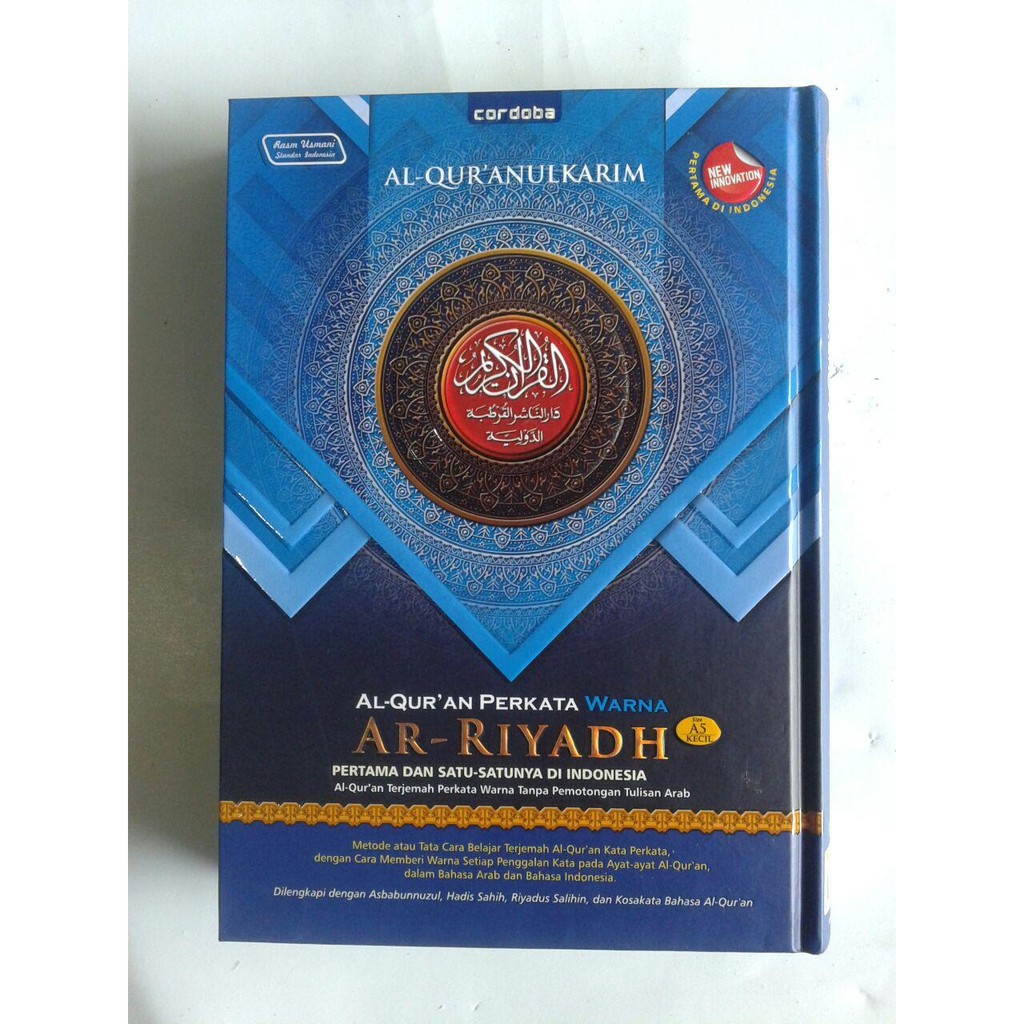 cordoba
Rasm Usmani
Standar Indonesia
AL-QUR'ANULKARIM
NEW
INNOVATION
PERTAMA DI INDONESIA
القرآن الكريم
دار الناشر القرطبة
الدولية
AL-QUR'AN PERKATA WARNA
AR-RIYADH
Size
A5
KECIL
PERTAMA DAN SATU-SATUNYA DI INDONESIA
Al-Qur'an Terjemah Perkata Warna Tanpa Pemotongan Tulisan Arab
Metode atau Tata Cara Belajar Terjemah Al-Qur'an Kata Perkata,
dengan Cara Memberi Warna Setiap Penggalan Kata pada Ayat-ayat Al-Qur'an,
dalam Bahasa Arab dan Bahasa Indonesia.
Dilengkapi dengan Asbabunnuzul, Hadis Sahih, Riyadus Salihin, dan Kosakata Bahasa Al-Qur'an